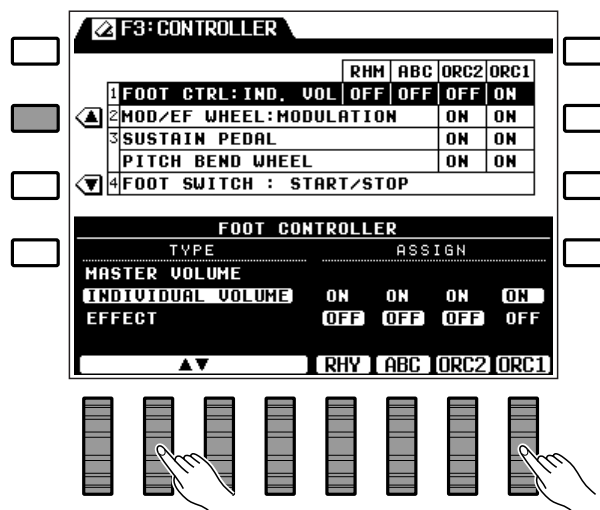 F3:CONTROLLER
RHM ABC ORC2 ORC1
1 FOOT CTRL:IND. VOL OFF OFF OFF ON
2 MOD/EF WHEEL:MODULATION ON ON
3 SUSTAIN PEDAL ON ON
PITCH BEND WHEEL ON ON
4 FOOT SWITCH : START/STOP
FOOT CONTROLLER
TYPE ASSIGN
MASTER VOLUME
INDIVIDUAL VOLUME ON ON ON ON
EFFECT OFF OFF OFF OFF
▲▼ RHY ABC ORC2 ORC1